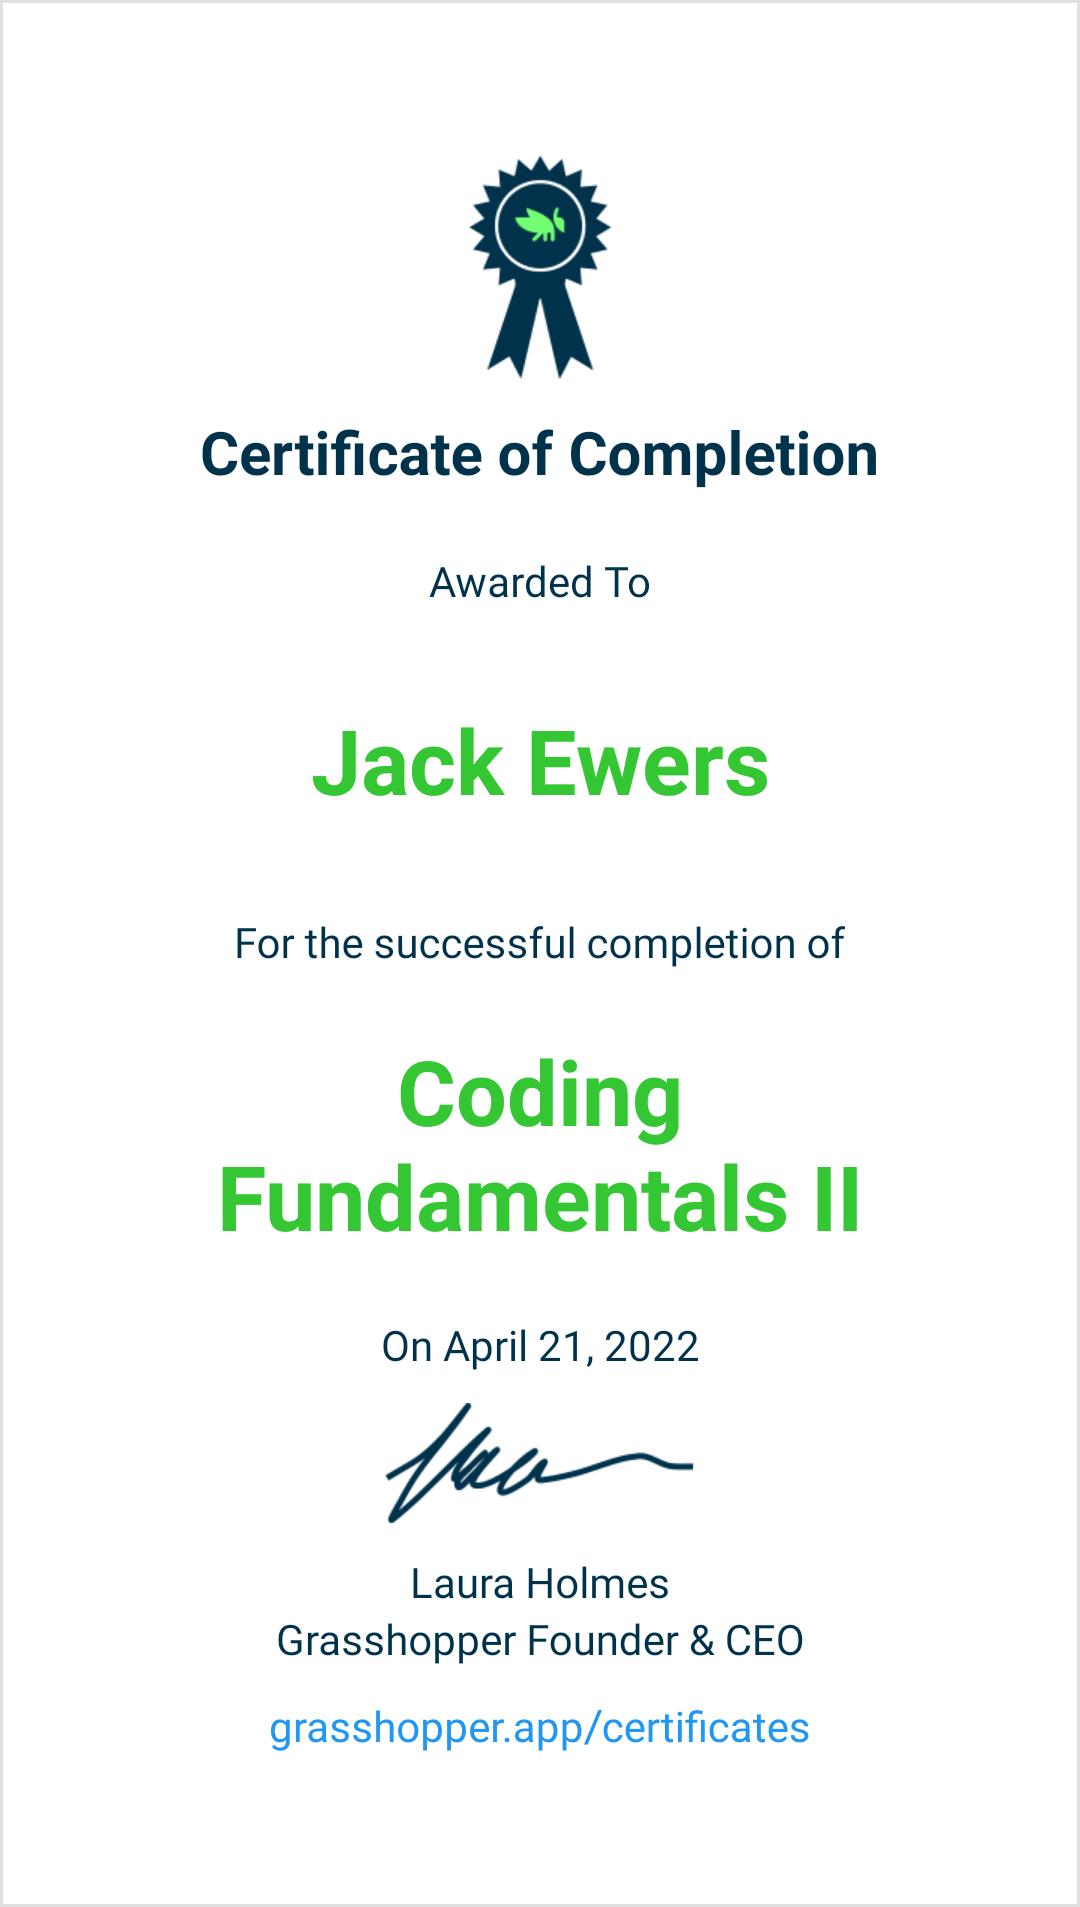 Certificate of Completion
Awarded To
Jack Ewers
For the successful completion of
Coding
Fundamentals II
On April 21, 2022
Laura Holmes
Grasshopper Founder & CEO
grasshopper.app/certificates